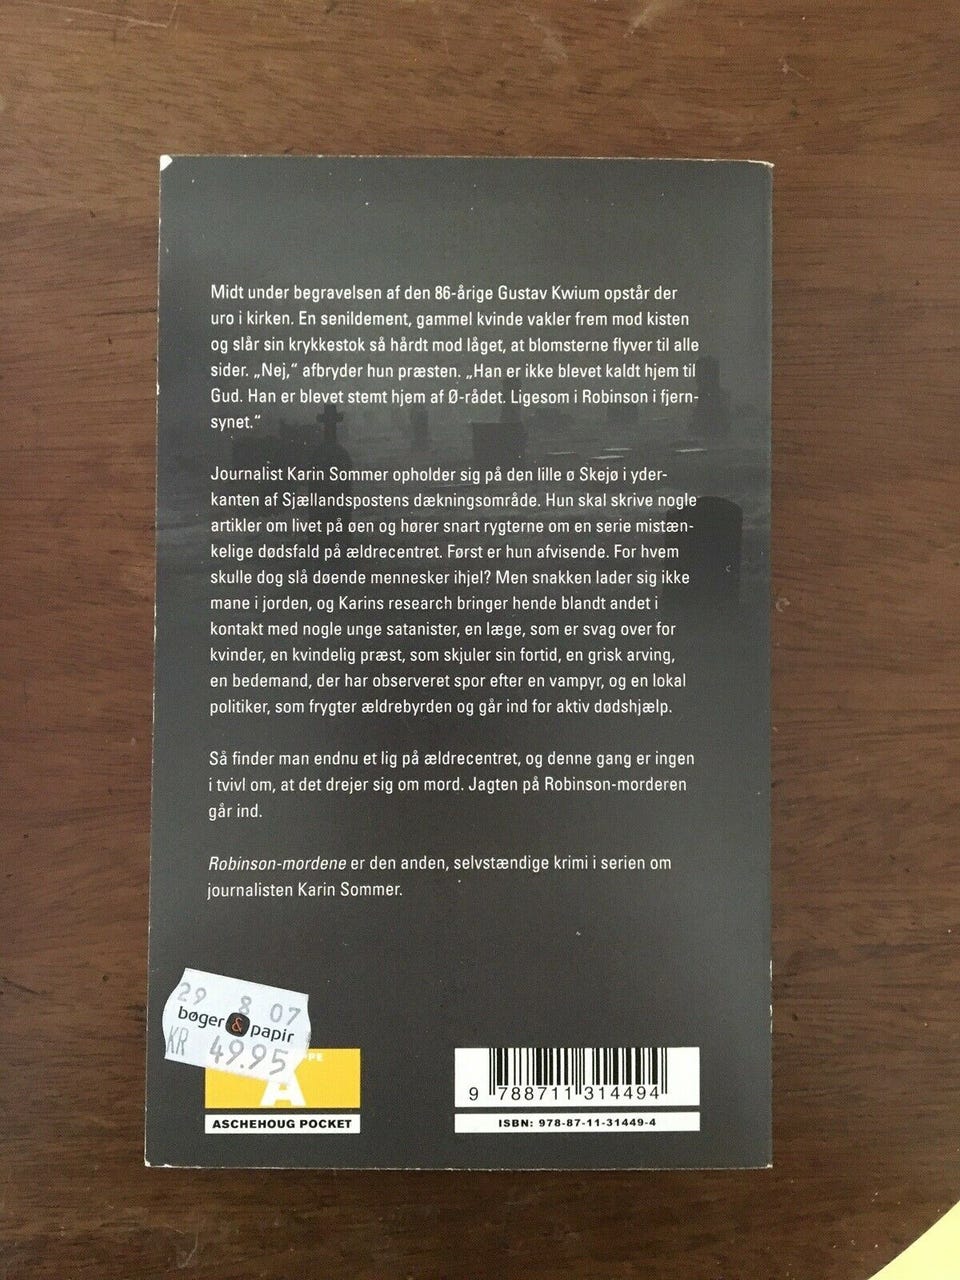 Midt under begravelsen af den 86-årige Gustav Kwium opstår der
uro i kirken. En senildement, gammel kvinde vakler frem mod kisten
og slår sin krykkestok så hårdt mod låget, at blomsterne flyver til alle
sider. „Nej,“ afbryder hun præsten. „Han er ikke blevet kaldt hjem til
Gud. Han er blevet stemt hjem af Ø-rådet. Ligesom i Robinson i fjern-
synet.“
Journalist Karin Sommer opholder sig på den lille ø Skejø i yder-
kanten af Sjællandspostens dækningsområde. Hun skal skrive nogle
artikler om livet på øen og hører snart rygterne om en serie mistæn-
kelige dødsfald på ældrecentret. Først er hun afvisende. For hvem
skulle dog slå døende mennesker ihjel? Men snakken lader sig ikke
mane i jorden, og Karins research bringer hende blandt andet i
kontakt med nogle unge satanister, en læge, som er svag over for
kvinder, en kvindelig præst, som skjuler sin fortid, en grisk arving,
en bedemand, der har observeret spor efter en vampyr, og en lokal
politiker, som frygter ældrebyrden og går ind for aktiv dødshjælp.
Så finder man endnu et lig på ældrecentret, og denne gang er ingen
i tvivl om, at det drejer sig om mord. Jagten på Robinson-morderen
går ind.
Robinson-mordene er den anden, selvstændige krimi i serien om
journalisten Karin Sommer.
29 8 07
bøger & papir
KR 49.95
A
ASCHEHOUG POCKET
9 788711 314494
ISBN: 978-87-11-31449-4